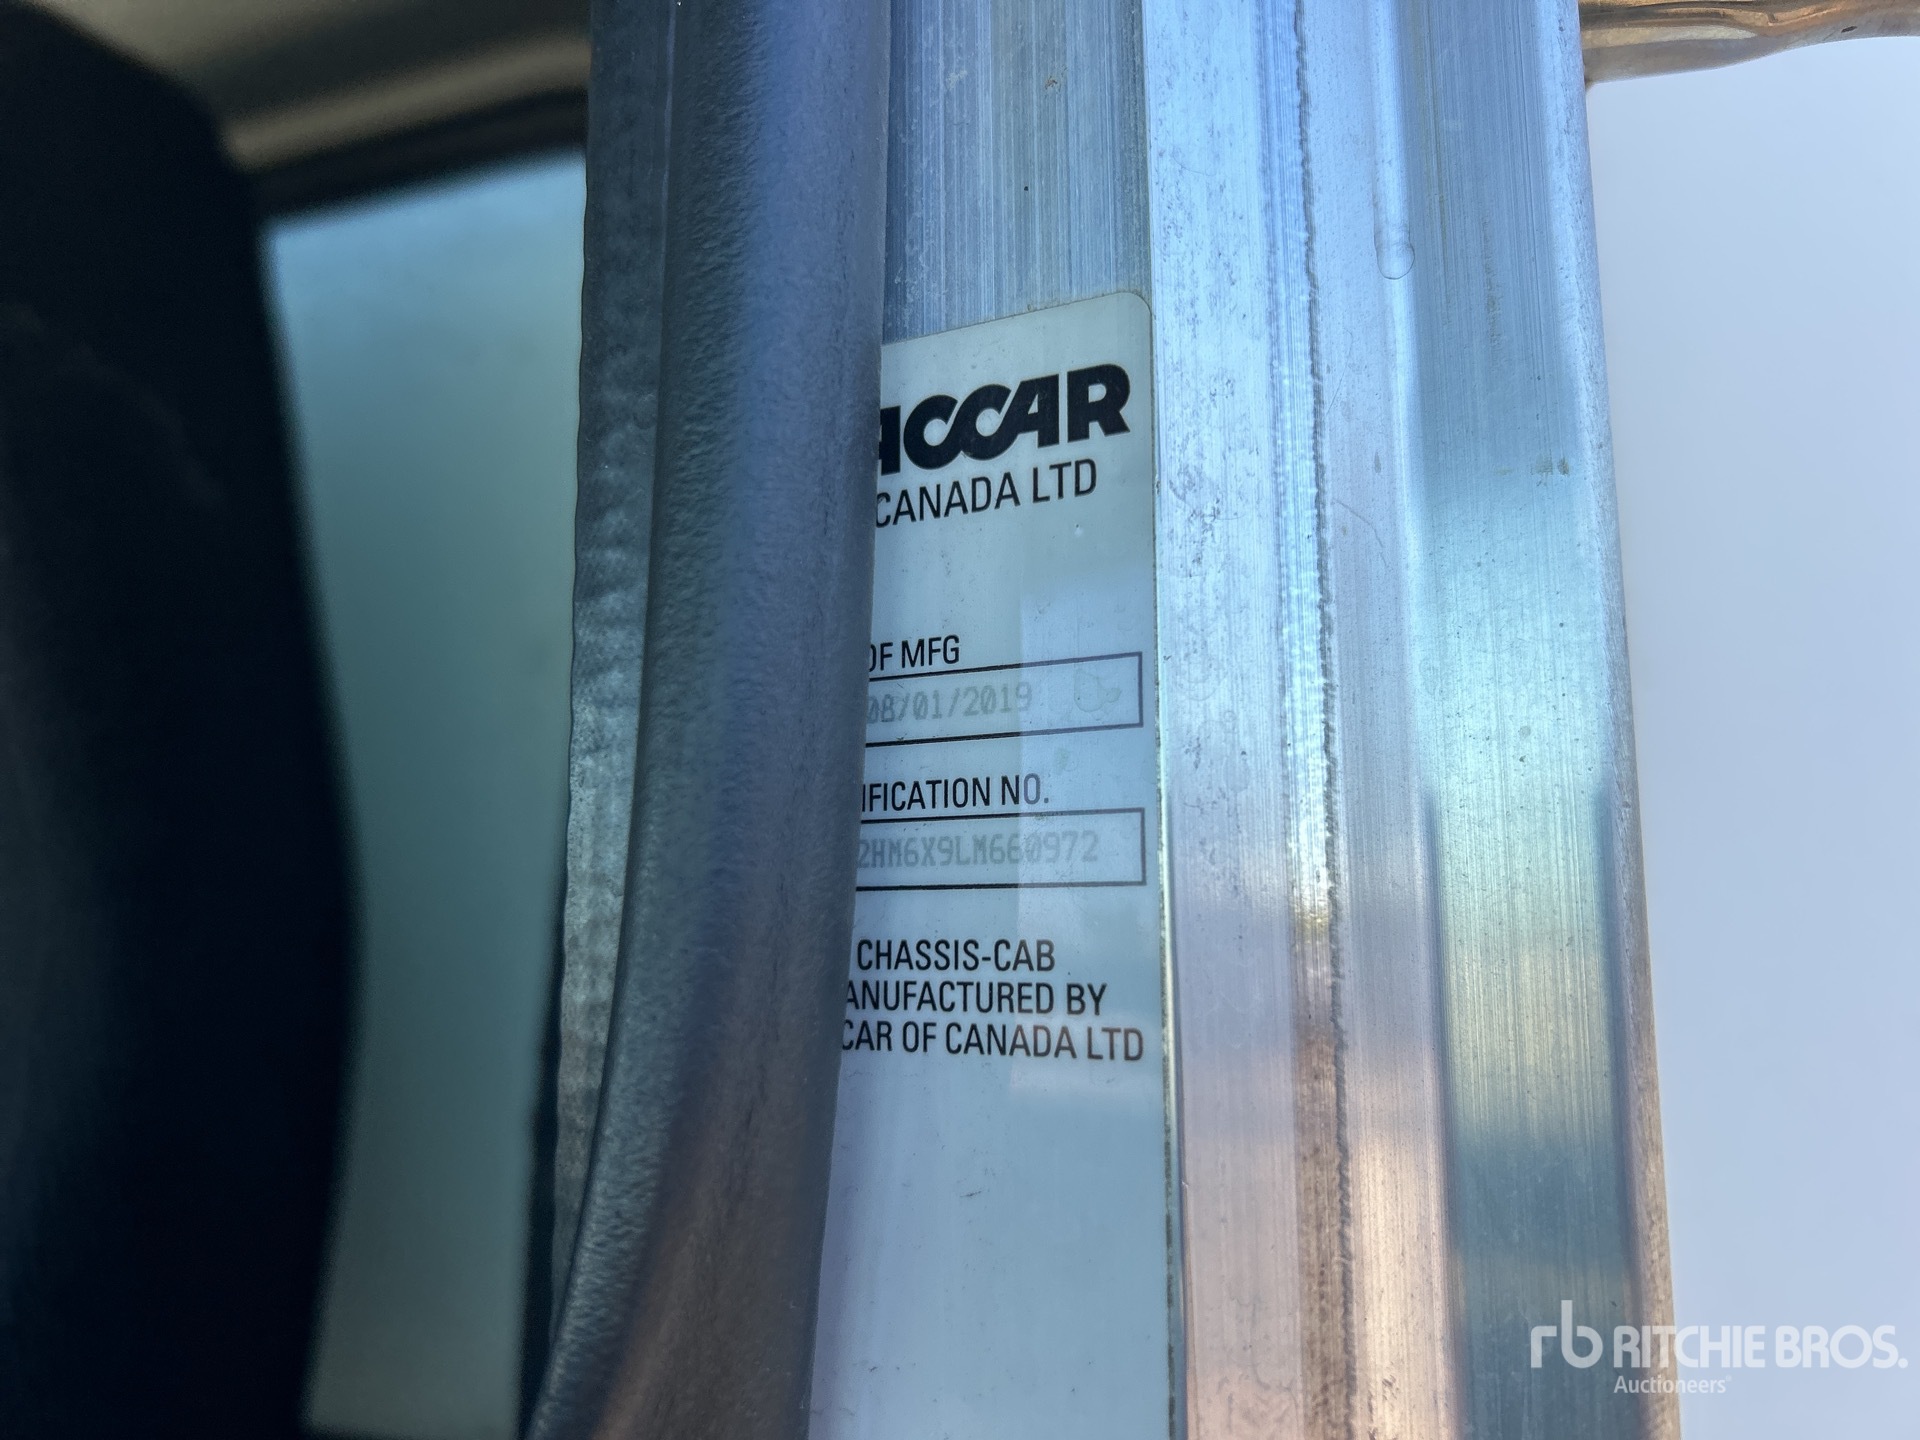 ACCAR
CANADA LTD
OF MFG
08/01/2019
IFICATION NO.
2HM6X9LM660972
CHASSIS-CAB
ANUFACTURED BY
CAR OF CANADA LTD
rb RITCHIE BROS.
Auctioneers